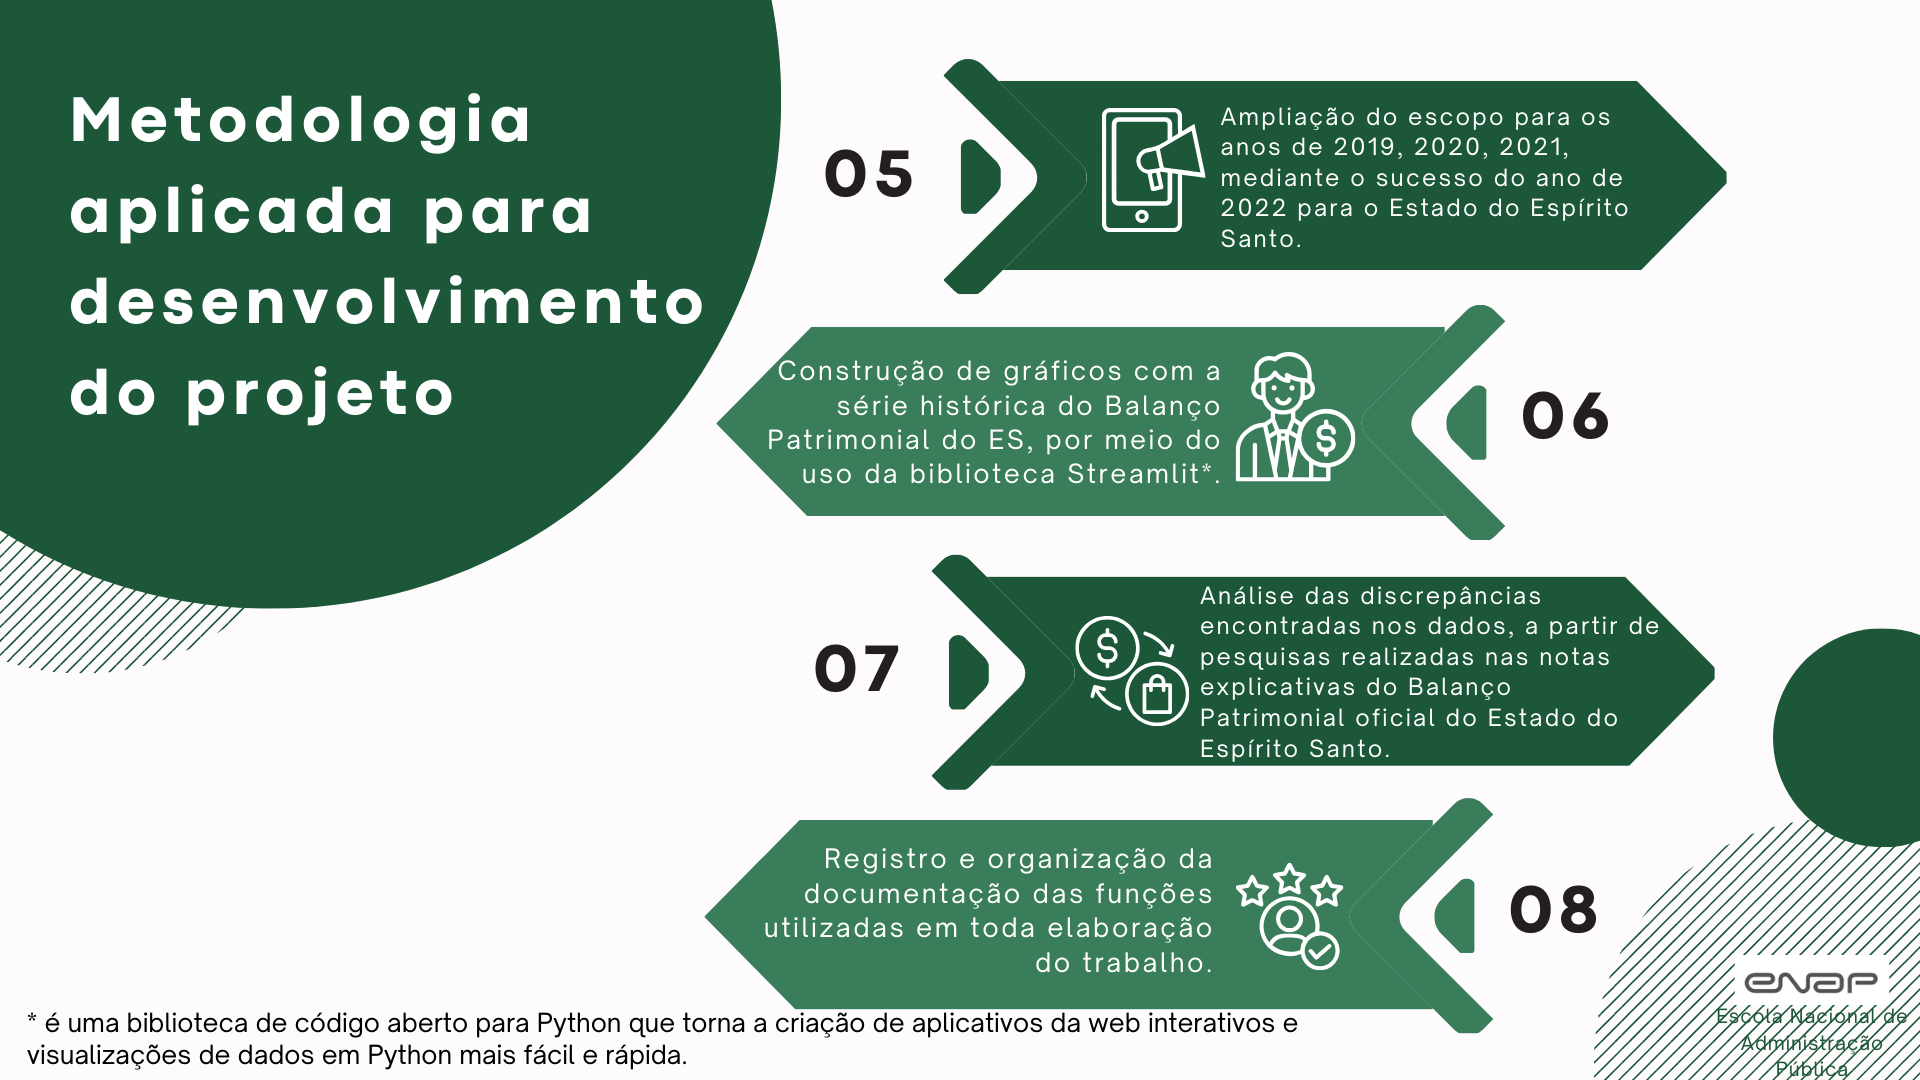 Metodologia
aplicada para
desenvolvimento
do projeto
05
Ampliação do escopo para os
anos de 2019, 2020, 2021,
mediante o sucesso do ano de
2022 para o Estado do Espírito
Santo.
Construção de gráficos com a
série histórica do Balanço
Patrimonial do ES, por meio do
uso da biblioteca Streamlit*.
$
06
07
$
Análise das discrepâncias
encontradas nos dados, a partir de
pesquisas realizadas nas notas
explicativas do Balanço
Patrimonial oficial do Estado do
Espírito Santo.
Registro e organização da
documentação das funções
utilizadas em toda elaboração
do trabalho.
08
* é uma biblioteca de código aberto para Python que torna a criação de aplicativos da web interativos e
visualizações de dados em Python mais fácil e rápida.
enap
Escola Nacional de
Administração
Pública